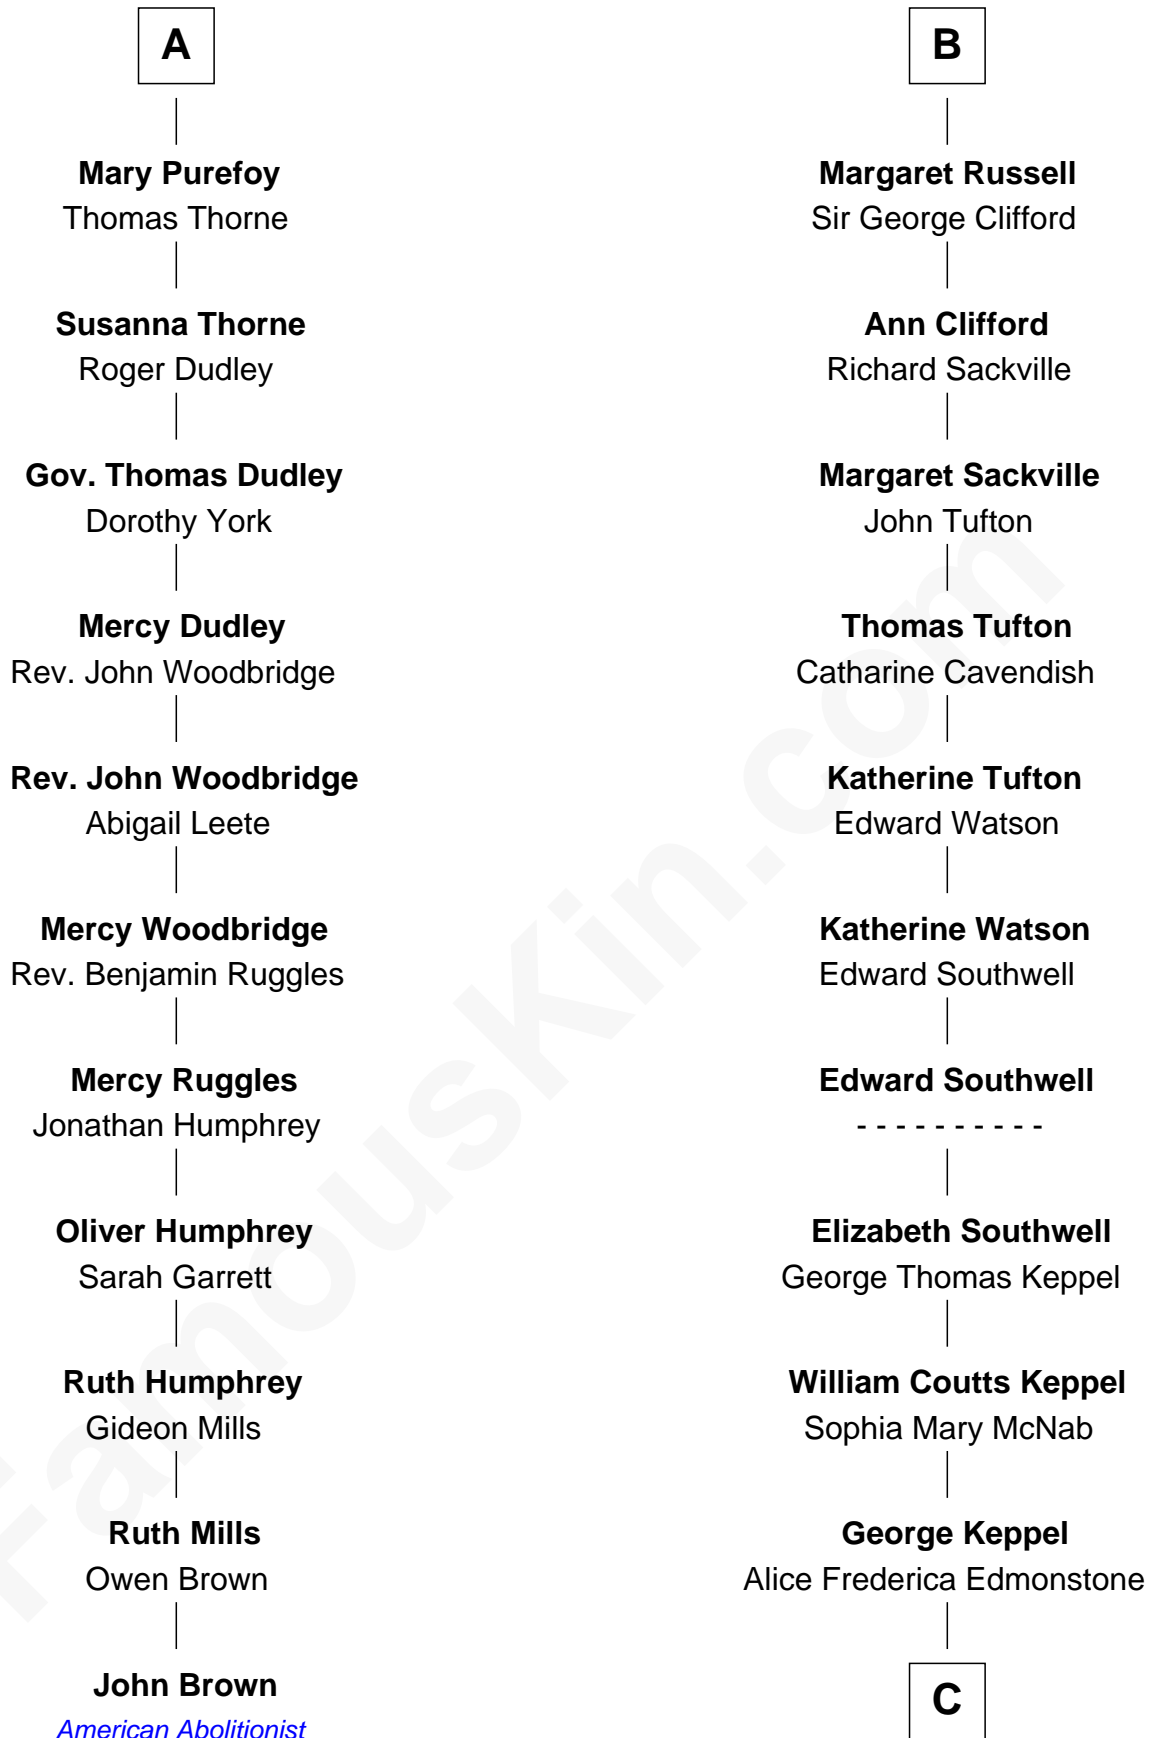 A
Mary Purefoy
Thomas Thorne
Susanna Thorne
Roger Dudley
Gov. Thomas Dudley
Dorothy York
Mercy Dudley
Rev. John Woodbridge
Rev. John Woodbridge
Abigail Leete
Mercy Woodbridge
Rev. Benjamin Ruggles
Mercy Ruggles
Jonathan Humphrey
Oliver Humphrey
Sarah Garrett
Ruth Humphrey
Gideon Mills
Ruth Mills
Owen Brown
John Brown
American Abolitionist
B
Margaret Russell
Sir George Clifford
Ann Clifford
Richard Sackville
Margaret Sackville
John Tufton
Thomas Tufton
Catharine Cavendish
Katherine Tufton
Edward Watson
Katherine Watson
Edward Southwell
Edward Southwell
- - - - - - - - - -
Elizabeth Southwell
George Thomas Keppel
William Coutts Keppel
Sophia Mary McNab
George Keppel
Alice Frederica Edmonstone
C
FamousKin.com